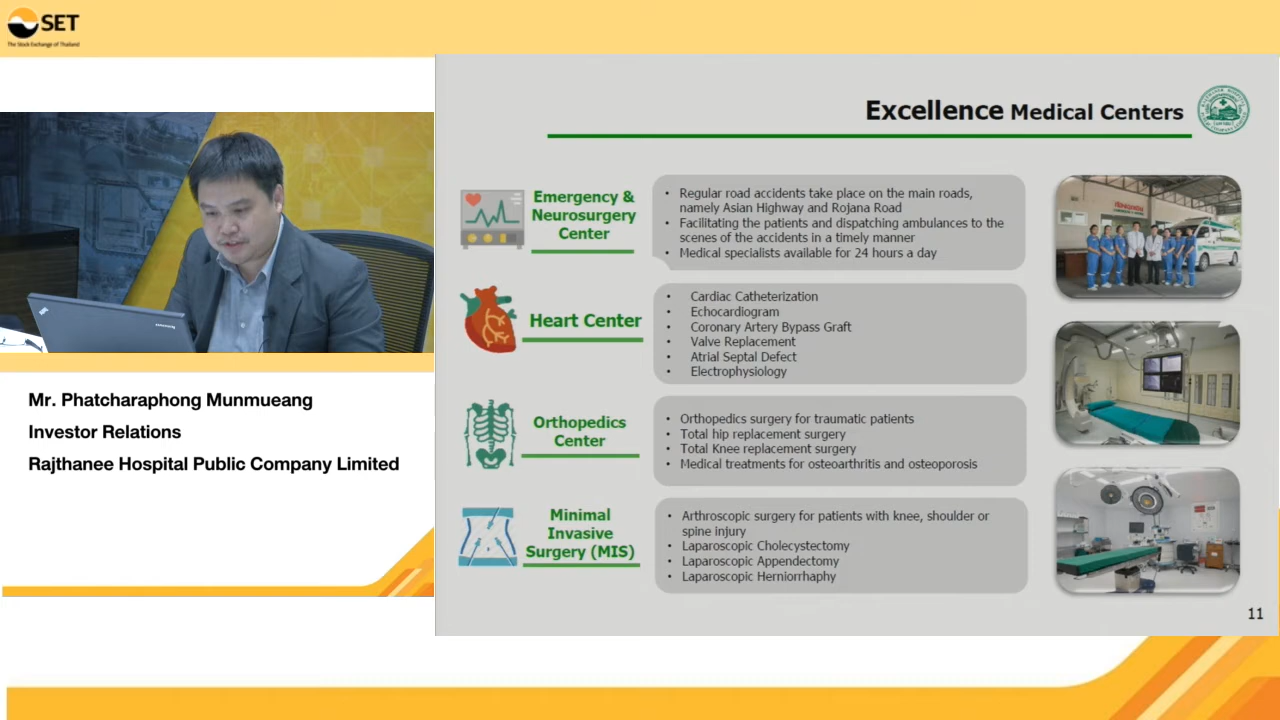 SET
The Stock Exchange of Thailand
Mr. Phatcharaphong Munmueang
Investor Relations
Rajthanee Hospital Public Company Limited
Excellence Medical Centers
Emergency &
Neurosurgery
Center
• Regular road accidents take place on the main roads,
namely Asian Highway and Rojana Road
• Facilitating the patients and dispatching ambulances to the
scenes of the accidents in a timely manner
• Medical specialists available for 24 hours a day
Heart Center
• Cardiac Catheterization
• Echocardiogram
• Coronary Artery Bypass Graft
• Valve Replacement
• Atrial Septal Defect
• Electrophysiology
Orthopedics
Center
• Orthopedics surgery for traumatic patients
• Total hip replacement surgery
• Total Knee replacement surgery
• Medical treatments for osteoarthritis and osteoporosis
Minimal
Invasive
Surgery (MIS)
• Arthroscopic surgery for patients with knee, shoulder or
spine injury
• Laparoscopic Cholecystectomy
• Laparoscopic Appendectomy
• Laparoscopic Herniorrhaphy
11